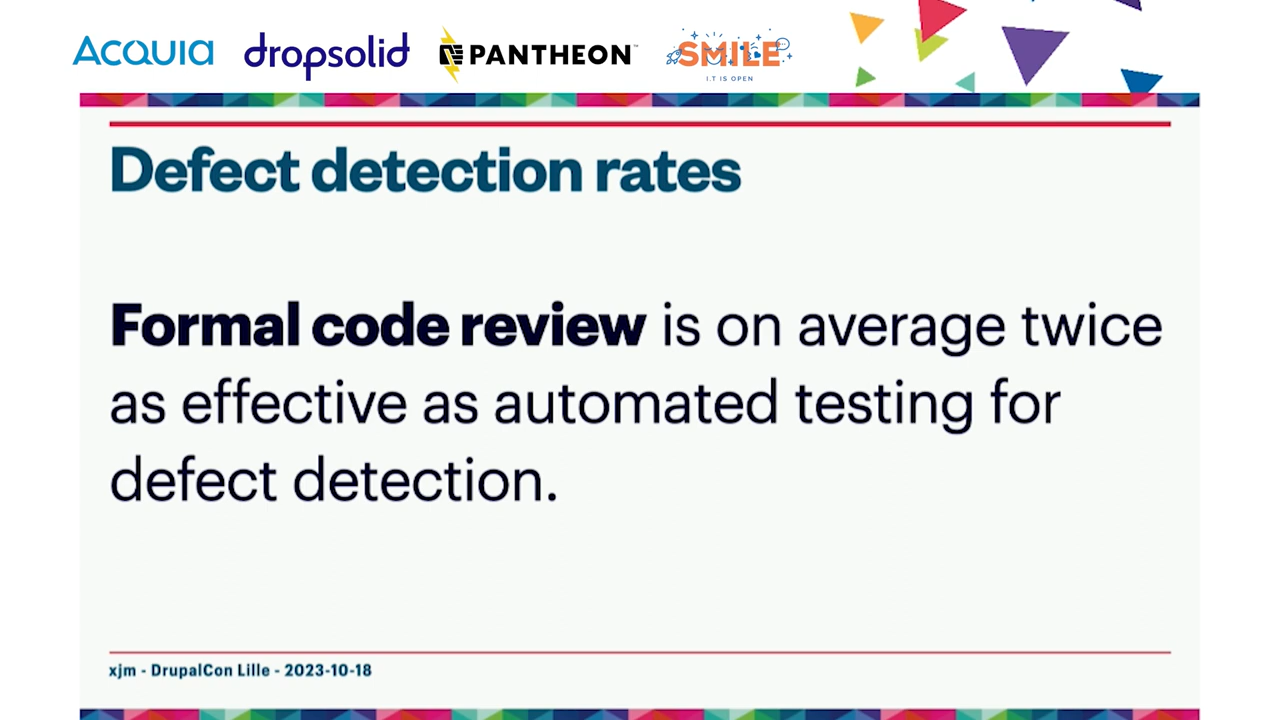 ACQUIA dropsolid PANTHEON SMILE
I.T IS OPEN
Defect detection rates
Formal code review is on average twice
as effective as automated testing for
defect detection.
xjm - DrupalCon Lille - 2023-10-18